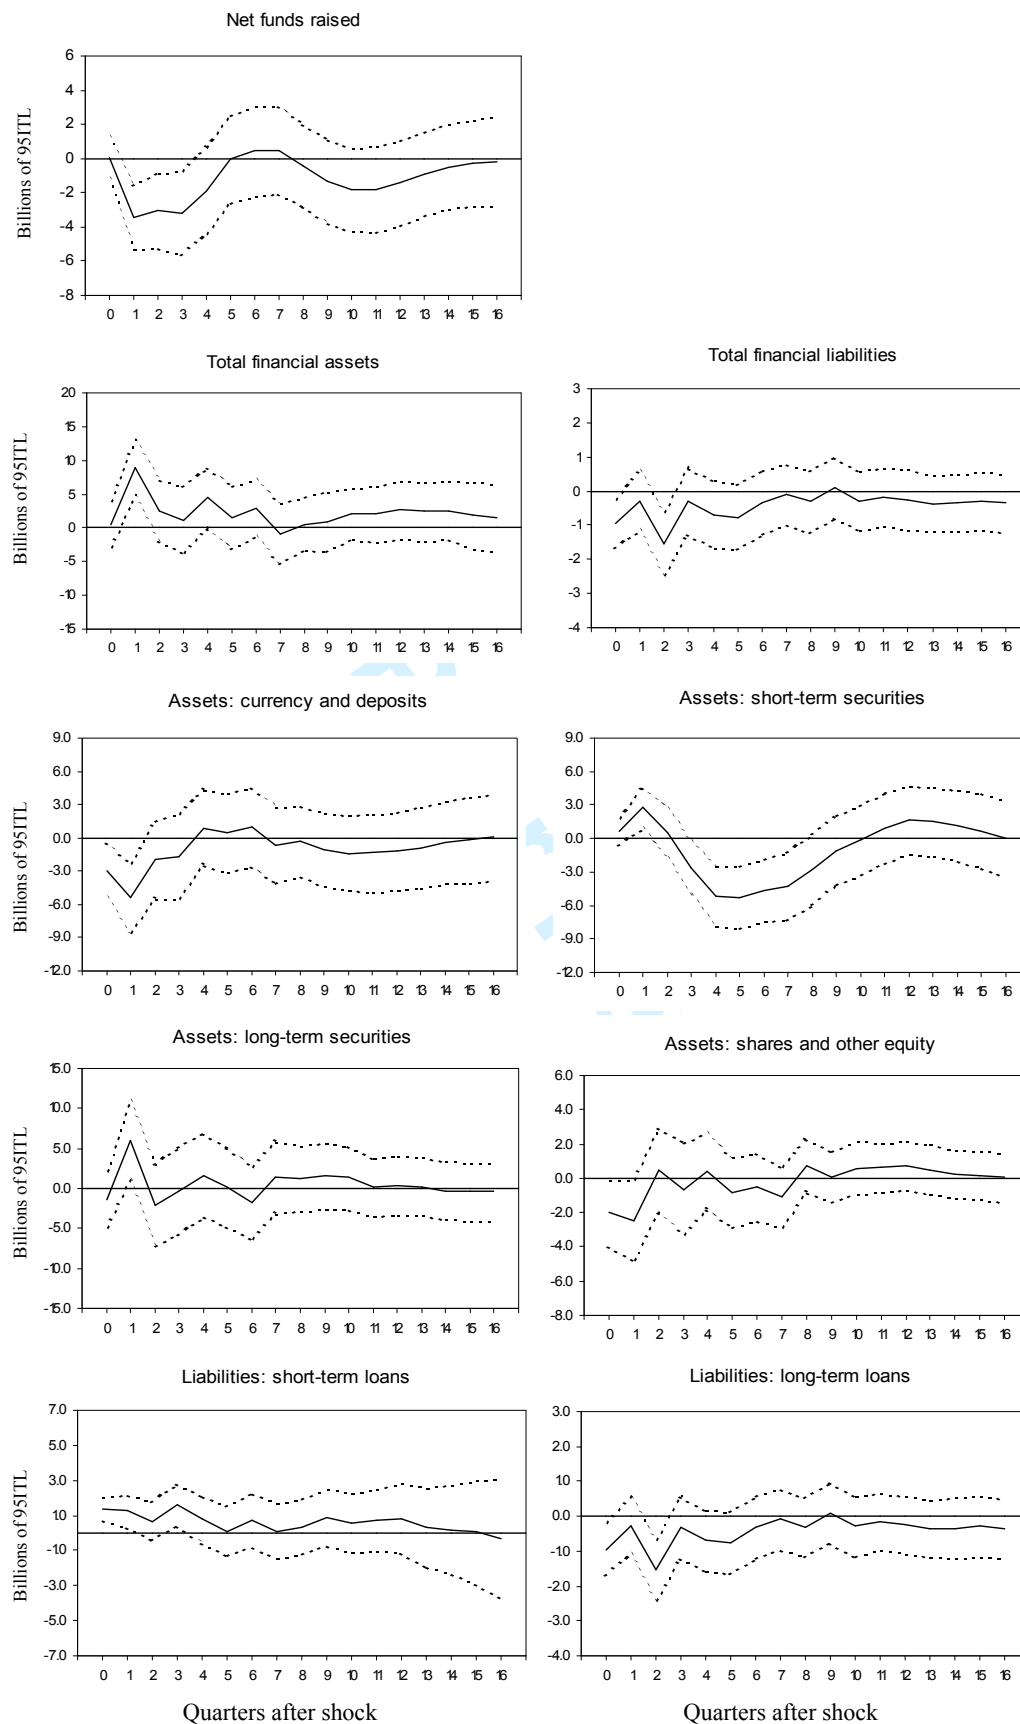 Net funds raised
Billions of 95ITL
6
4
2
0
-2
-4
-6
-8
0 1 2 3 4 5 6 7 8 9 10 11 12 13 14 15 16
Total financial assets
Billions of 95ITL
20
15
10
5
0
-5
-10
-15
0 1 2 3 4 5 6 7 8 9 10 11 12 13 14 15 16
Total financial liabilities
3
2
1
0
-1
-2
-3
-4
0 1 2 3 4 5 6 7 8 9 10 11 12 13 14 15 16
Assets: currency and deposits
Billions of 95ITL
9.0
6.0
3.0
0.0
-3.0
-6.0
-9.0
-12.0
0 1 2 3 4 5 6 7 8 9 10 11 12 13 14 15 16
Assets: short-term securities
9.0
6.0
3.0
0.0
-3.0
-6.0
-9.0
-12.0
0 1 2 3 4 5 6 7 8 9 10 11 12 13 14 15 16
Assets: long-term securities
Billions of 95ITL
15.0
10.0
5.0
0.0
-5.0
-10.0
-15.0
0 1 2 3 4 5 6 7 8 9 10 11 12 13 14 15 16
Assets: shares and other equity
6.0
4.0
2.0
0.0
-2.0
-4.0
-6.0
-8.0
0 1 2 3 4 5 6 7 8 9 10 11 12 13 14 15 16
Liabilities: short-term loans
Billions of 95ITL
7.0
5.0
3.0
1.0
-1.0
-3.0
-5.0
-7.0
0 1 2 3 4 5 6 7 8 9 10 11 12 13 14 15 16
Quarters after shock
Liabilities: long-term loans
3.0
2.0
1.0
0.0
-1.0
-2.0
-3.0
-4.0
0 1 2 3 4 5 6 7 8 9 10 11 12 13 14 15 16
Quarters after shock